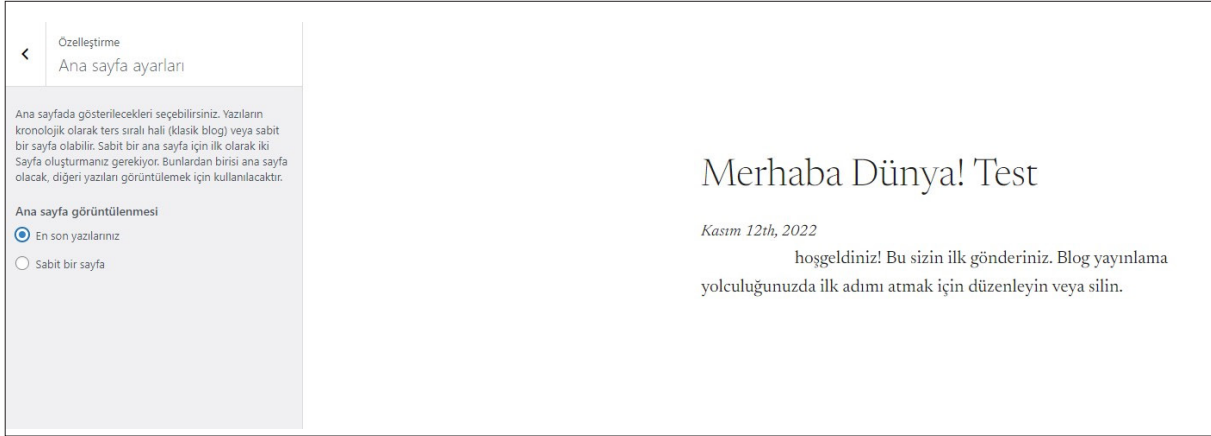 Özelleştirme
Ana sayfa ayarları
Ana sayfada gösterilecekleri seçebilirsiniz. Yazıların
kronolojik olarak ters sıralı hali (klasik blog) veya sabit
bir sayfa olabilir. Sabit bir ana sayfa için ilk olarak iki
Sayfa oluşturmanız gerekiyor. Bunlardan birisi ana sayfa
olacak, diğeri yazıları görüntülemek için kullanılacaktır.
Ana sayfa görüntülenmesi
En son yazılarınız
Sabit bir sayfa
Merhaba Dünya! Test
Kasım 12th, 2022
hoşgeldiniz! Bu sizin ilk gönderiniz. Blog yayınlama
yolculuğunuzda ilk adımı atmak için düzenleyin veya silin.